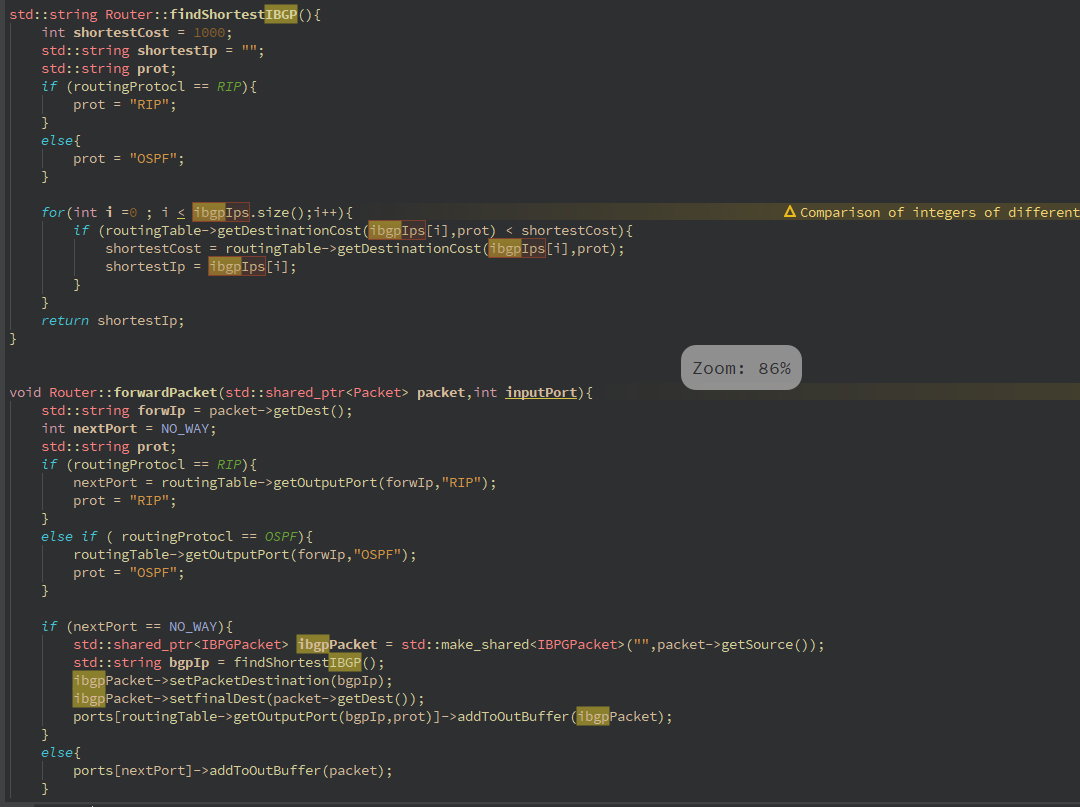 std::string Router::findShortestIBGP(){
    int shortestCost = 1000;
    std::string shortestIp = "";
    std::string prot;
    if (routingProtocl == RIP){
        prot = "RIP";
    }
    else{
        prot = "OSPF";
    }
    for(int i =0 ; i < ibgpIps.size();i++){ Comparison of integers of different
        if (routingTable->getDestinationCost(ibgpIps[i],prot) < shortestCost){
            shortestCost = routingTable->getDestinationCost(ibgpIps[i],prot);
            shortestIp = ibgpIps[i];
        }
    }
    return shortestIp;
}
Zoom: 86%
void Router::forwardPacket(std::shared_ptr<Packet> packet,int inputPort){
    std::string forwIp = packet->getDest();
    int nextPort = NO_WAY;
    std::string prot;
    if (routingProtocl == RIP){
        nextPort = routingTable->getOutputPort(forwIp,"RIP");
        prot = "RIP";
    }
    else if ( routingProtocl == OSPF){
        routingTable->getOutputPort(forwIp,"OSPF");
        prot = "OSPF";
    }
    if (nextPort == NO_WAY){
        std::shared_ptr<IBPGPacket> ibgpPacket = std::make_shared<IBPGPacket>("",packet->getSource());
        std::string bgpIp = findShortestIBGP();
        ibgpPacket->setPacketDestination(bgpIp);
        ibgpPacket->setfinalDest(packet->getDest());
        ports[routingTable->getOutputPort(bgpIp,prot)]->addToOutBuffer(ibgpPacket);
    }
    else{
        ports[nextPort]->addToOutBuffer(packet);
    }